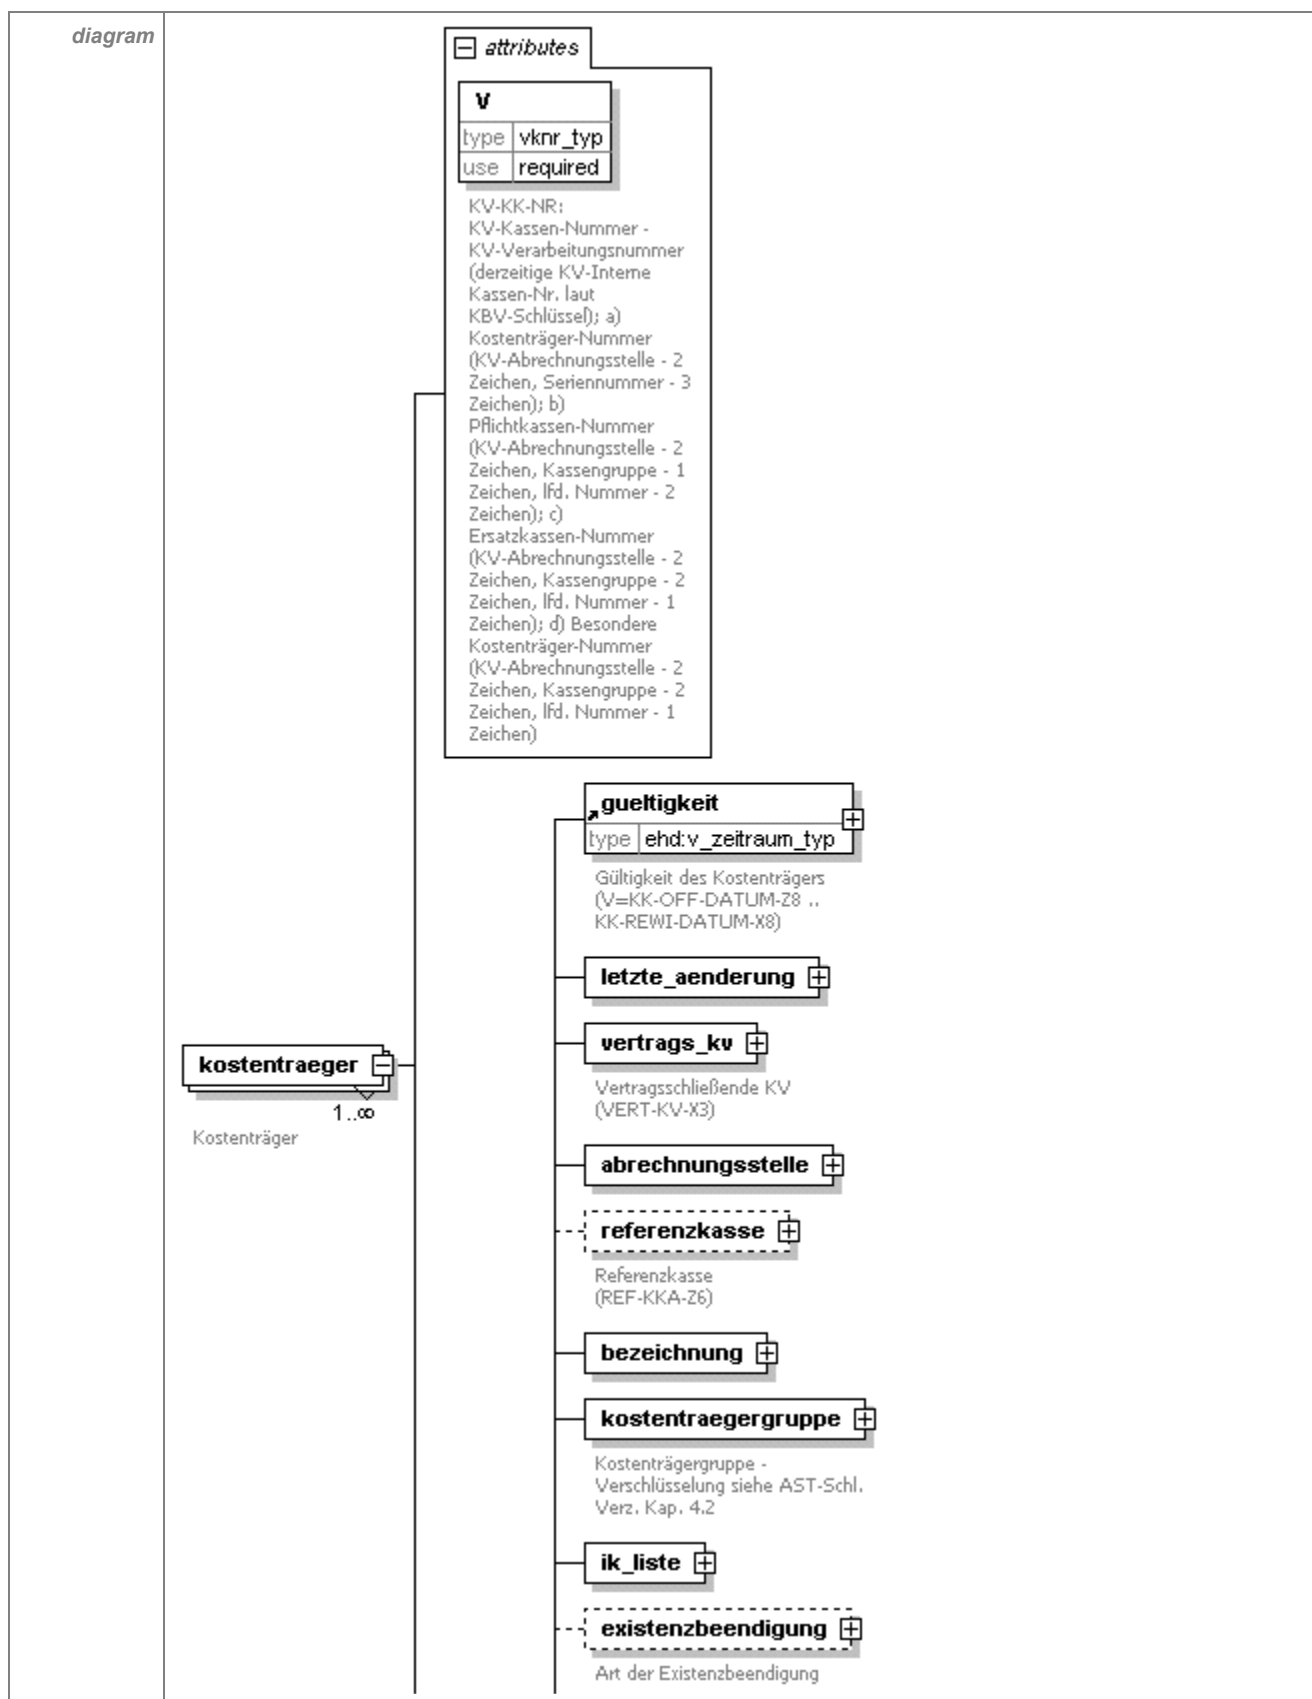 diagram
attributes
V
type vknr_typ
use required
KV-KK-NR:
KV-Kassen-Nummer -
KV-Verarbeitungsnummer
(derzeitige KV-Interne
Kassen-Nr. laut
KBV-Schlüssel); a)
Kostenträger-Nummer
(KV-Abrechnungsstelle - 2
Zeichen, Seriennummer - 3
Zeichen); b)
Pflichtkassen-Nummer
(KV-Abrechnungsstelle - 2
Zeichen, Kassengruppe - 1
Zeichen, lfd. Nummer - 2
Zeichen); c)
Ersatzkassen-Nummer
(KV-Abrechnungsstelle - 2
Zeichen, Kassengruppe - 2
Zeichen, lfd. Nummer - 1
Zeichen); d) Besondere
Kostenträger-Nummer
(KV-Abrechnungsstelle - 2
Zeichen, Kassengruppe - 2
Zeichen, lfd. Nummer - 1
Zeichen)
gueltigkeit
type ehd:v_zeitraum_typ
Gültigkeit des Kostenträgers
(V=KK-OFF-DATUM-Z8 ..
KK-REWI-DATUM-X8)
letzte_aenderung
vertrags_kv
Vertragsschließende KV
(VERT-KV-X3)
kostentraeger
1..∞
Kostenträger
abrechnungsstelle
referenzkasse
Referenzkasse
(REF-KKA-Z6)
bezeichnung
kostentraegergruppe
Kostenträgergruppe -
Verschlüsselung siehe AST-Schl.
Verz. Kap. 4.2
ik_liste
existenzbeendigung
Art der Existenzbeendigung